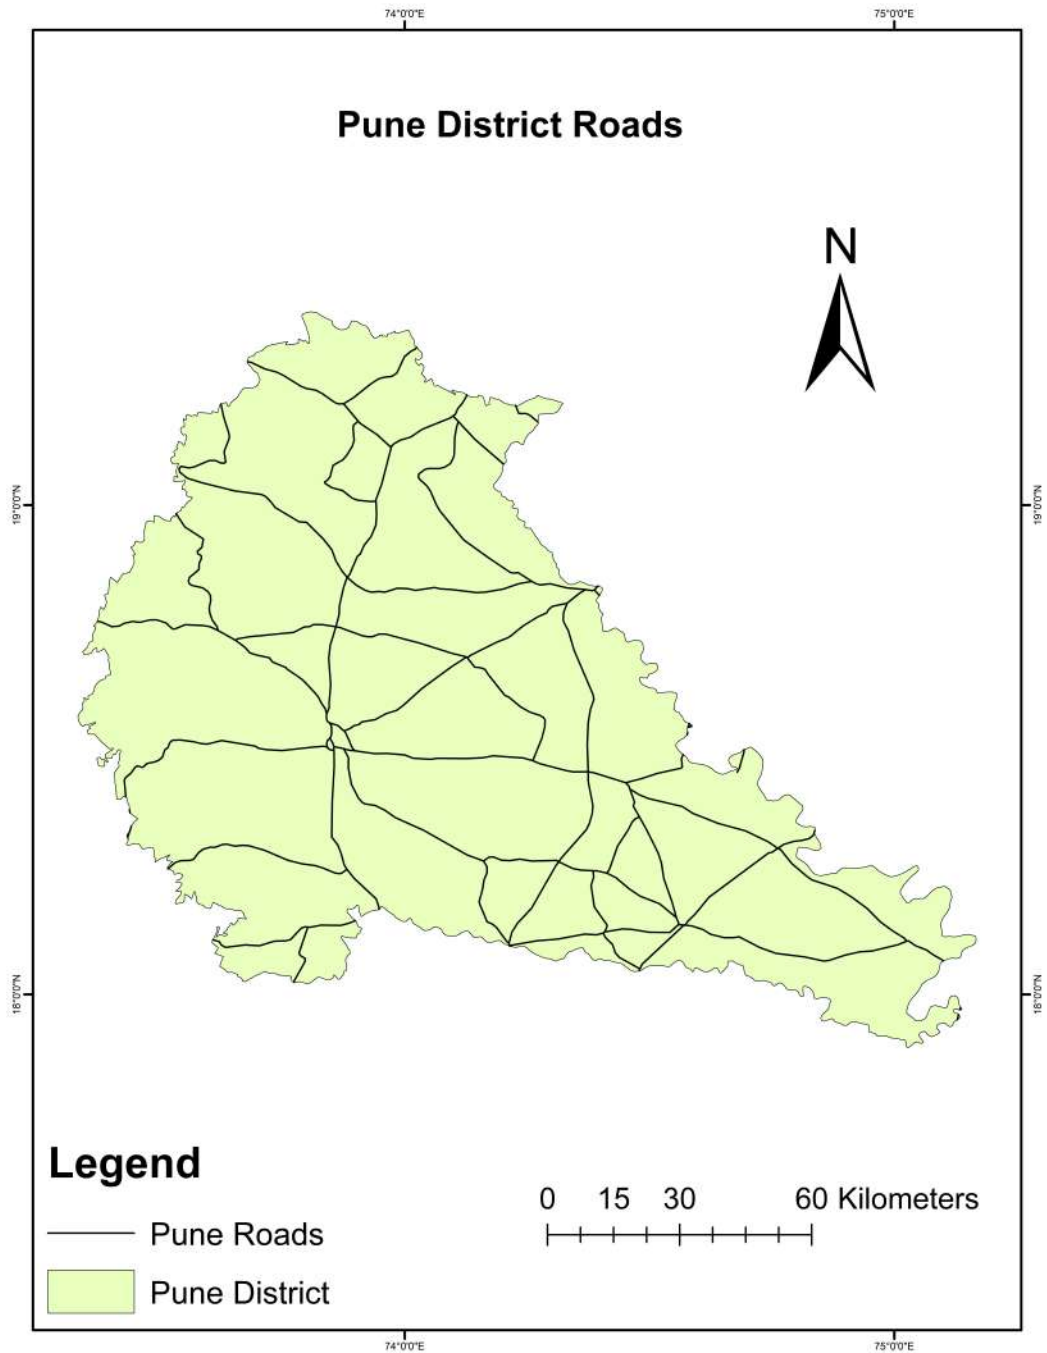 74°0'0"E 75°0'0"E
Pune District Roads
N
19°0'0"N 19°0'0"N
18°0'0"N 18°0'0"N
Legend
Pune Roads
Pune District
0 15 30 60 Kilometers
74°0'0"E 75°0'0"E